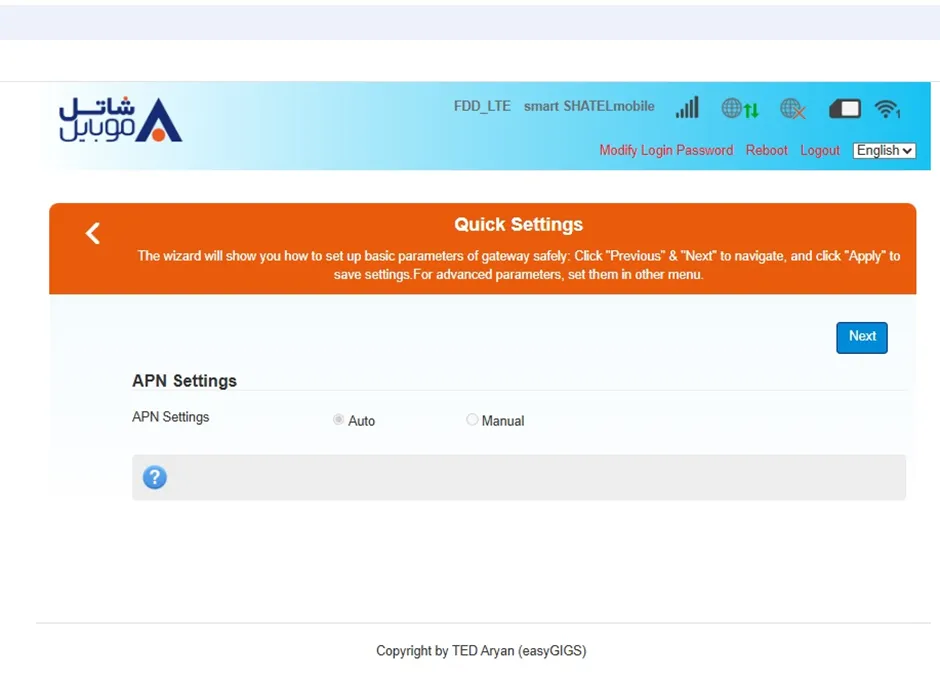 شاتل
موبایل
FDD_LTE smart SHATELmobile 1
Modify Login Password Reboot Logout English
Quick Settings
The wizard will show you how to set up basic parameters of gateway safely: Click "Previous" & "Next" to navigate, and click "Apply" to
save settings.For advanced parameters, set them in other menu.
Next
APN Settings
APN Settings Auto Manual
?
Copyright by TED Aryan (easyGIGS)